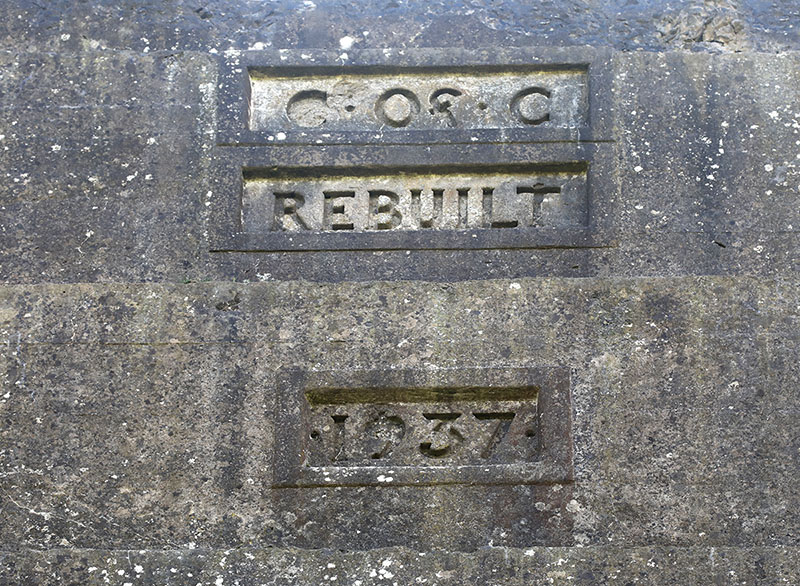 C · OF · C
REBUILT
· 1937 ·